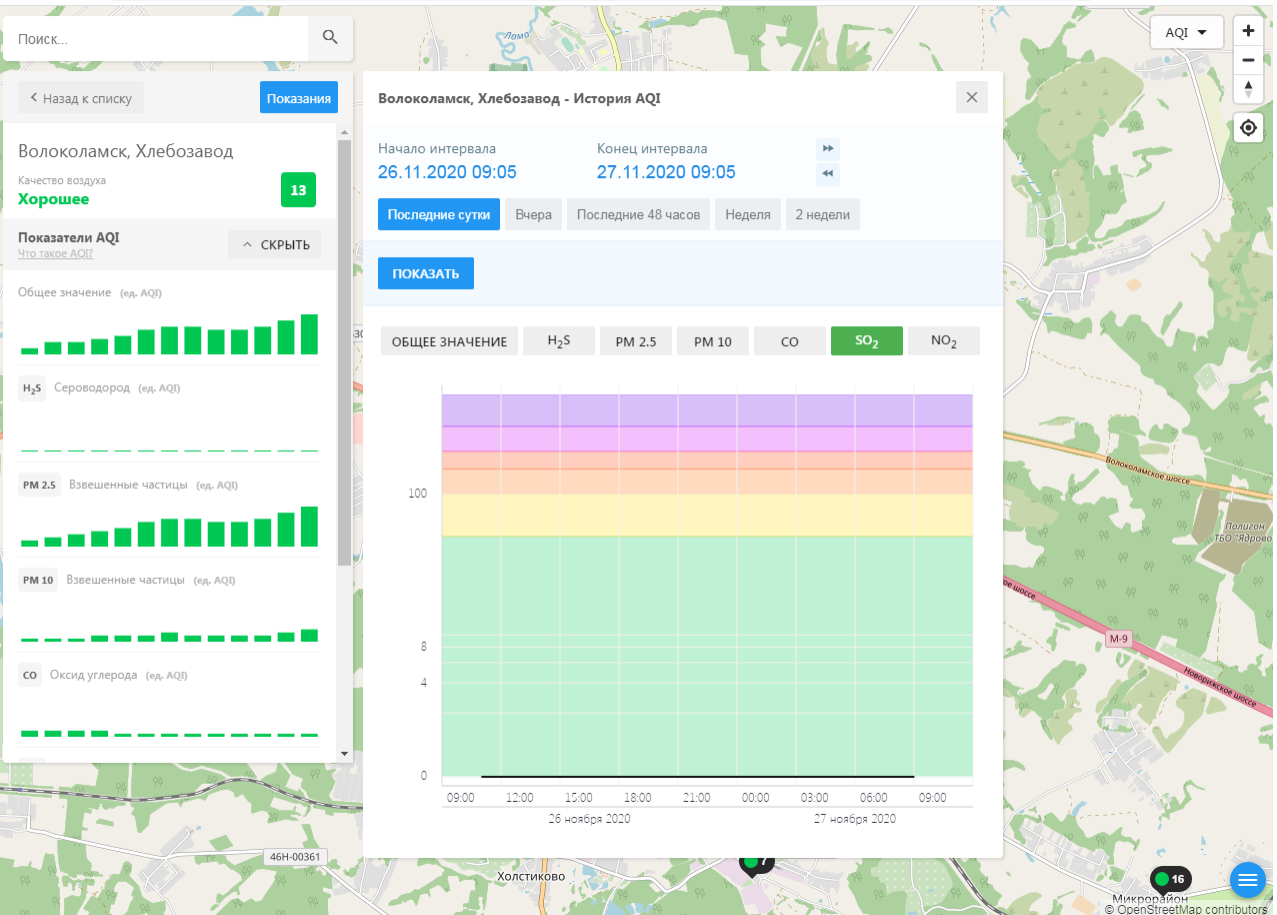 Поиск...
AQI
Ломо
Назад к списку
Показания
Волоколамск, Хлебозавод
Качество воздуха
Хорошее
13
Показатели AQI
Что такое AQI?
СКРЫТЬ
Общее значение (ед. AQI)
H₂S Сероводород (ед. AQI)
PM 2.5 Взвешенные частицы (ед. AQI)
PM 10 Взвешенные частицы (ед. AQI)
CO Оксид углерода (ед. AQI)
Волоколамск, Хлебозавод - История AQI
Начало интервала
Конец интервала
26.11.2020 09:05
27.11.2020 09:05
Последние сутки
Вчера
Последние 48 часов
Неделя
2 недели
ПОКАЗАТЬ
ОБЩЕЕ ЗНАЧЕНИЕ
H₂S
PM 2.5
PM 10
CO
SO₂
NO₂
100
8
4
0
09:00 12:00 15:00 18:00 21:00 00:00 03:00 06:00 09:00
26 ноября 2020
27 ноября 2020
Волоколамское шоссе
Полигон
ТБО "Ядрово
кое шоссе
М-9
Новорижское шоссе
46Н-00361
Холстиково
7
16
Микрорайон
© OpenStreetMap contributors